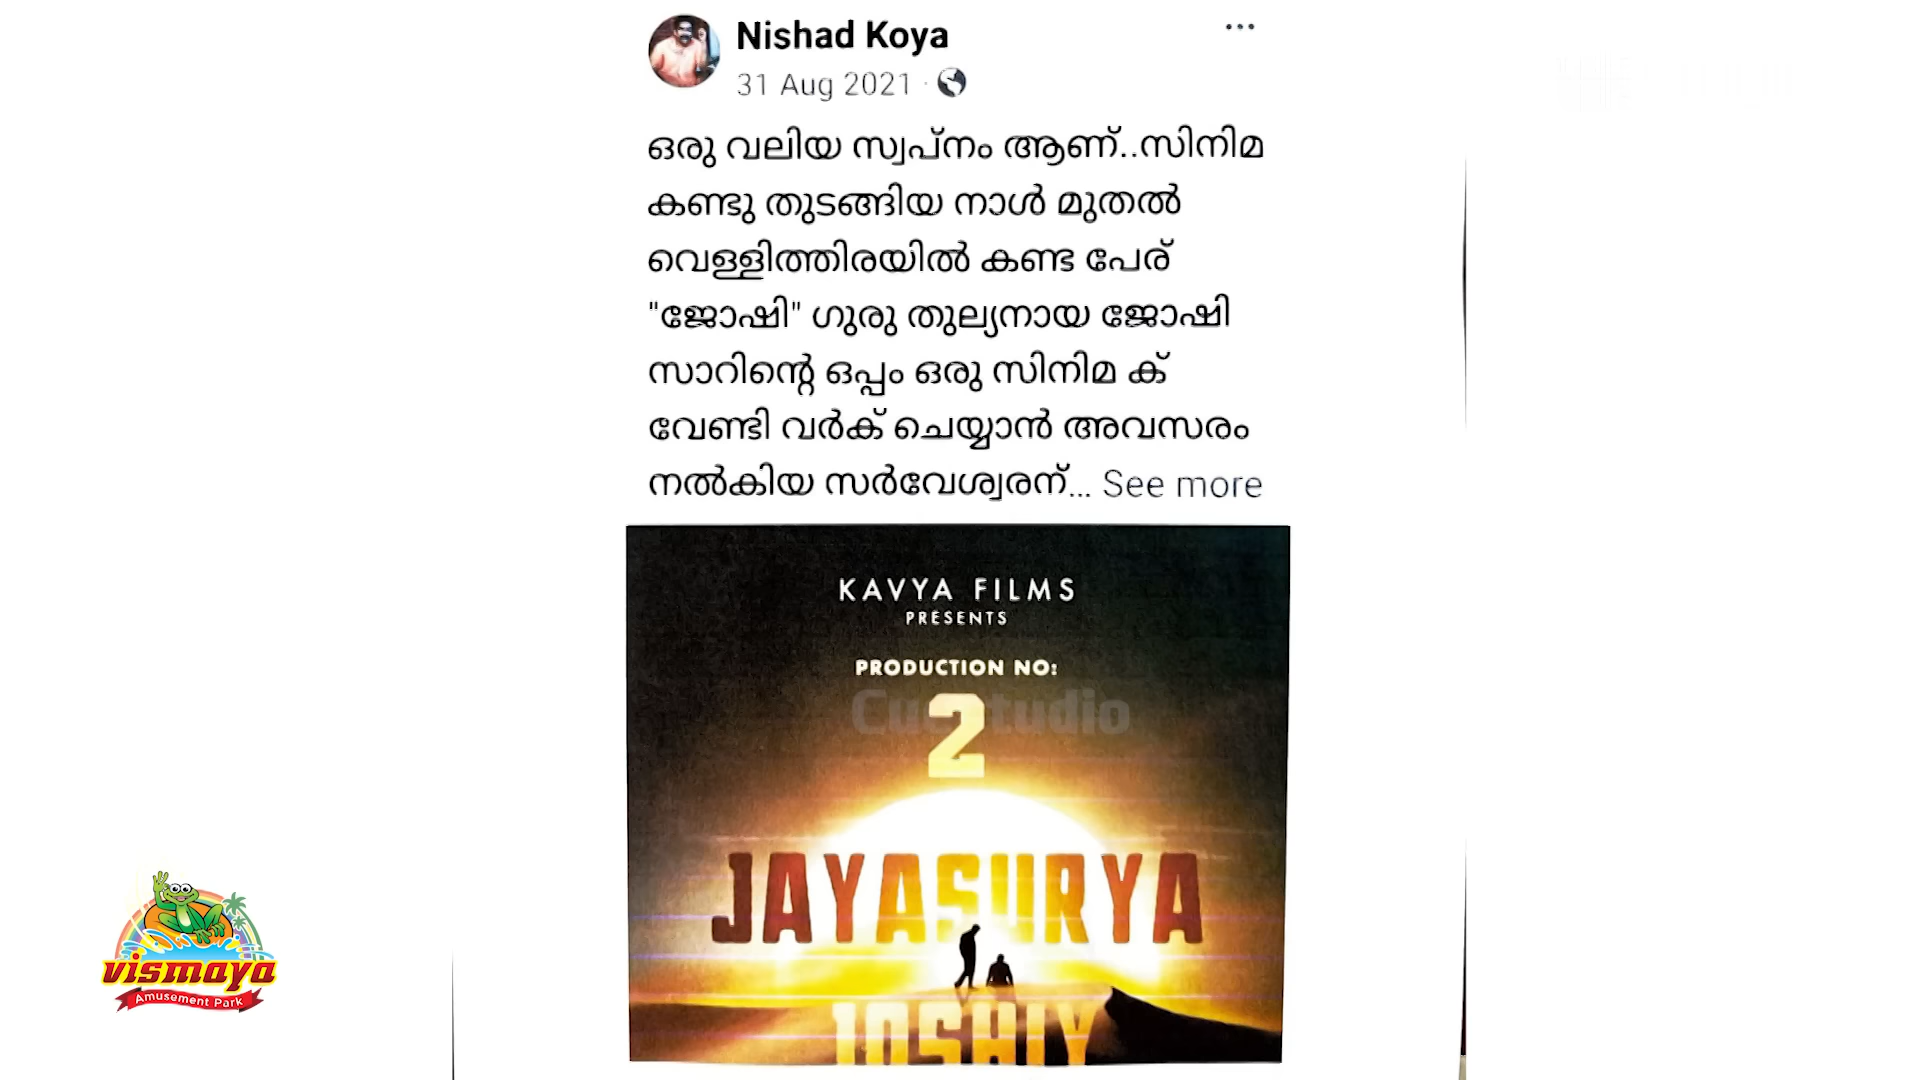 Nishad Koya
31 Aug 2021 ·
ഒരു വലിയ സ്വപ്നം ആണ്..സിനിമ
കണ്ടു തുടങ്ങിയ നാൾ മുതൽ
വെള്ളിത്തിരയിൽ കണ്ട പേര്
"ജോഷി" ഗുരു തുല്യനായ ജോഷി
സാറിന്റെ ഒപ്പം ഒരു സിനിമ ക്
വേണ്ടി വർക് ചെയ്യാൻ അവസരം
നൽകിയ സർവേശ്വരന്... See more
KAVYA FILMS
PRESENTS
PRODUCTION NO:
2
JAYASURYA
JOSHIY
vismaya
Amusement Park